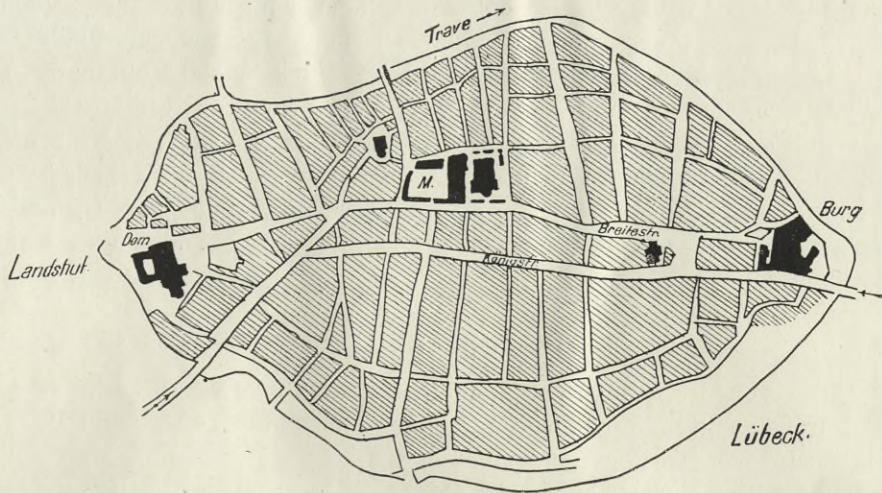 Trave
M.
Burg
Breitestr.
Dom
Königstr.
Landshut.
Lübeck.